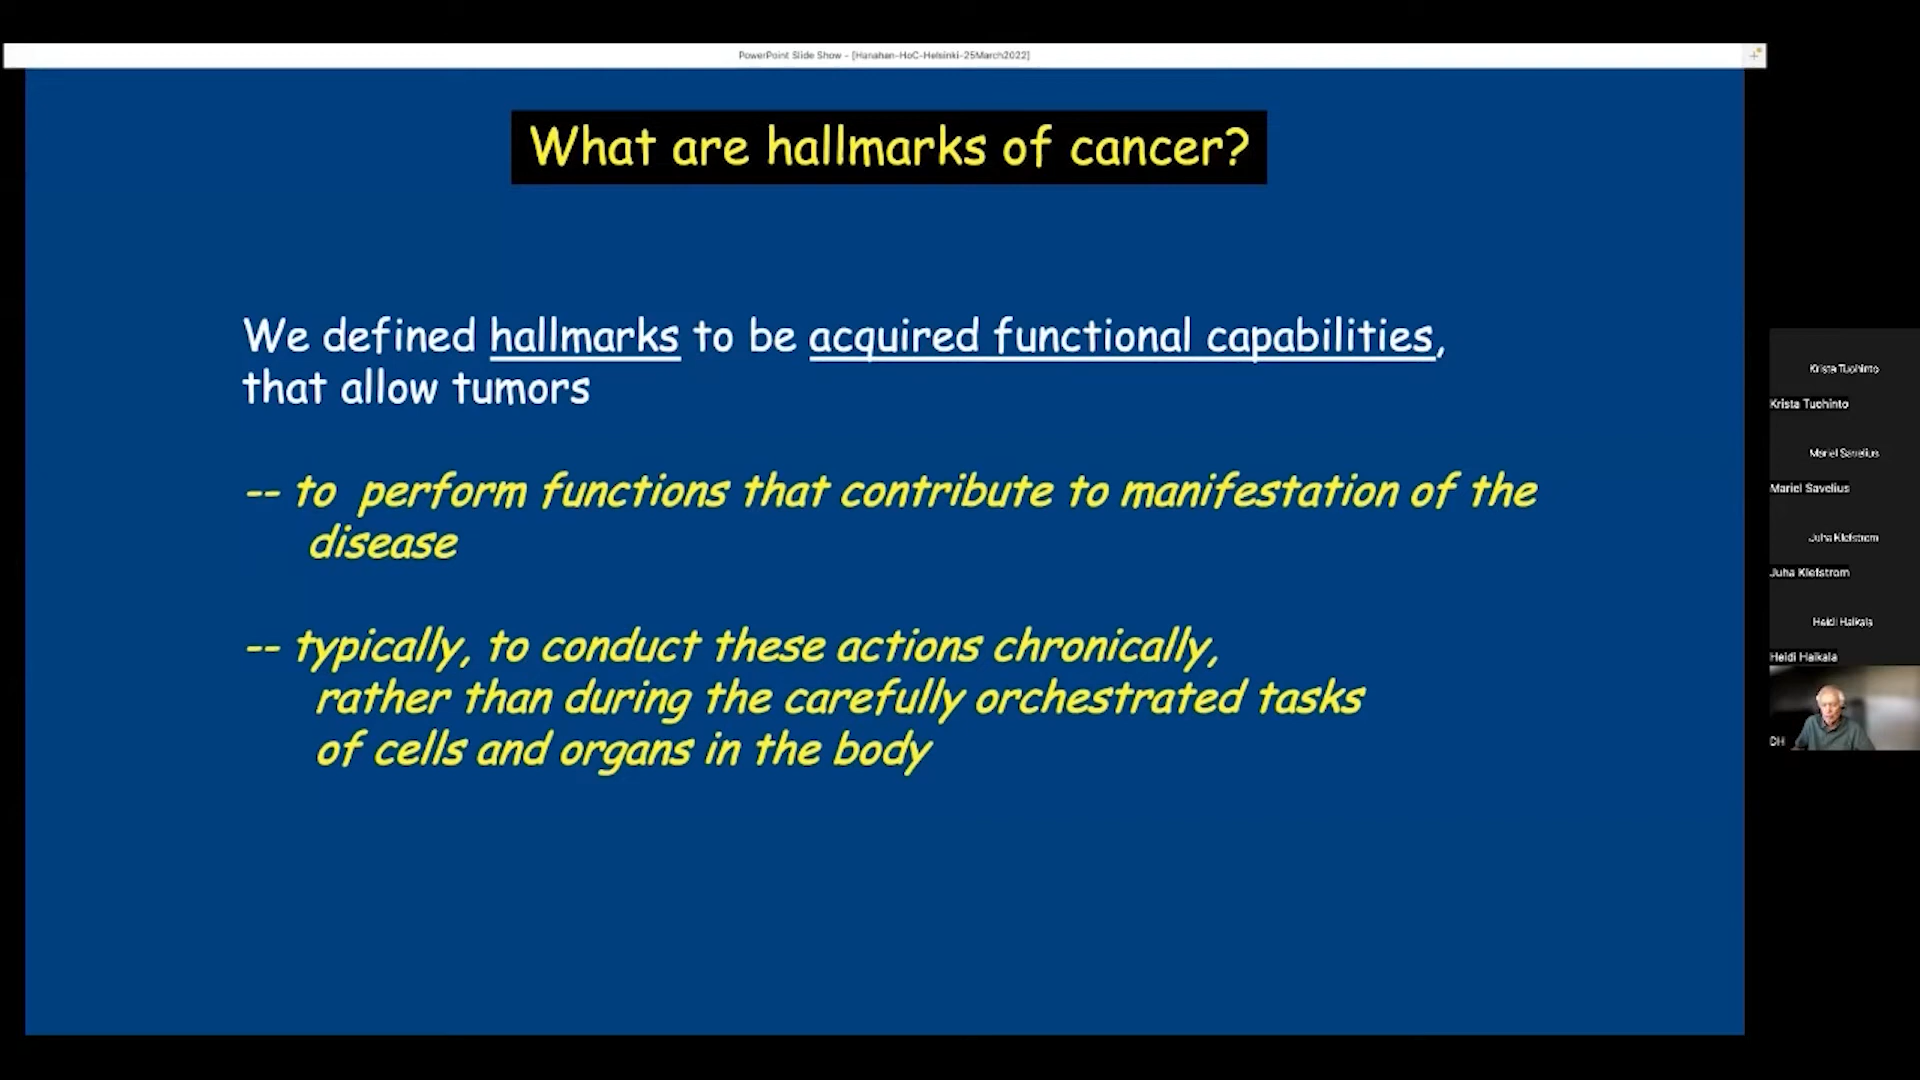 PowerPoint Slide Show - [Hanahan-HoC-Helsinki-25March2022]
What are hallmarks of cancer?
We defined hallmarks to be acquired functional capabilities,
that allow tumors
-- to perform functions that contribute to manifestation of the
disease
-- typically, to conduct these actions chronically,
rather than during the carefully orchestrated tasks
of cells and organs in the body
Krista Tuohinto
Krista Tuohinto
Mariel Savelius
Mariel Savelius
Juha Klefstrom
Juha Klefstrom
Heidi Haikala
Heidi Haikala
DH